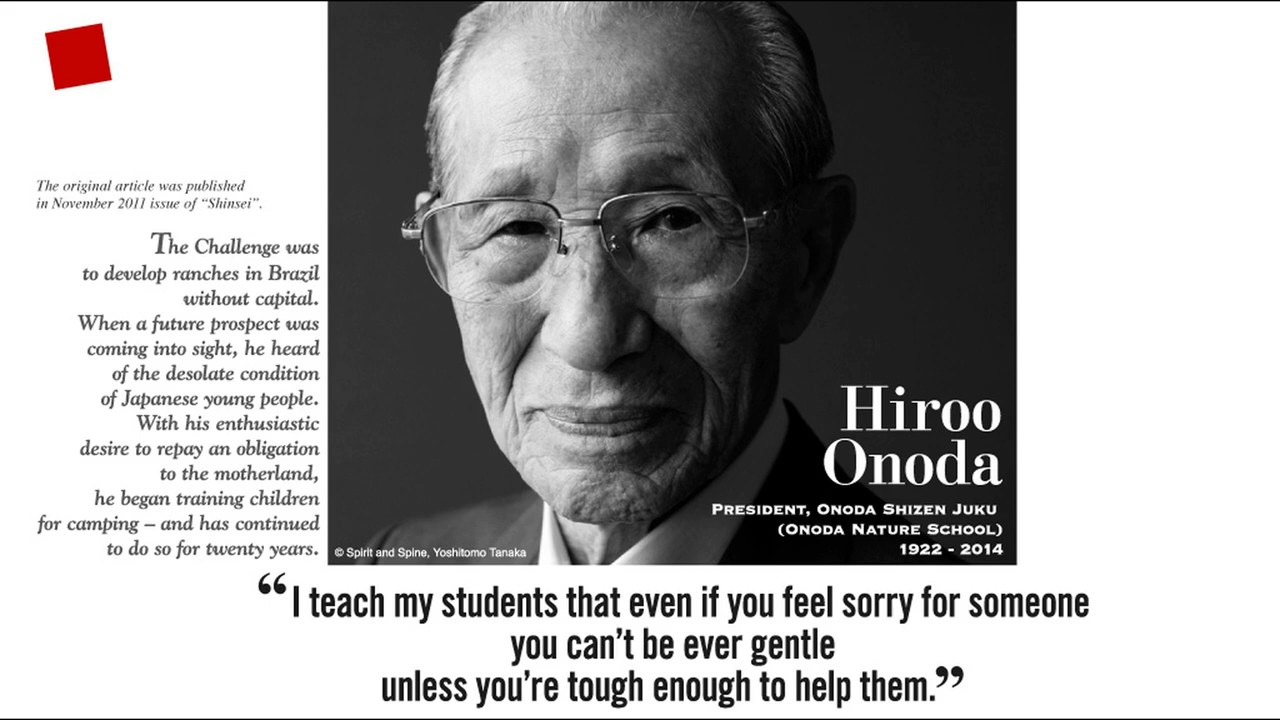 The original article was published
in November 2011 issue of “Shinsei”.
The Challenge was
to develop ranches in Brazil
without capital.
When a future prospect was
coming into sight, he heard
of the desolate condition
of Japanese young people.
With his enthusiastic
desire to repay an obligation
to the motherland,
he began training children
for camping – and has continued
to do so for twenty years.
Hiroo
Onoda
President, Onoda Shizen Juku
(Onoda Nature School)
1922 - 2014
© Spirit and Spine, Yoshitomo Tanaka
“I teach my students that even if you feel sorry for someone
you can’t be ever gentle
unless you’re tough enough to help them.”